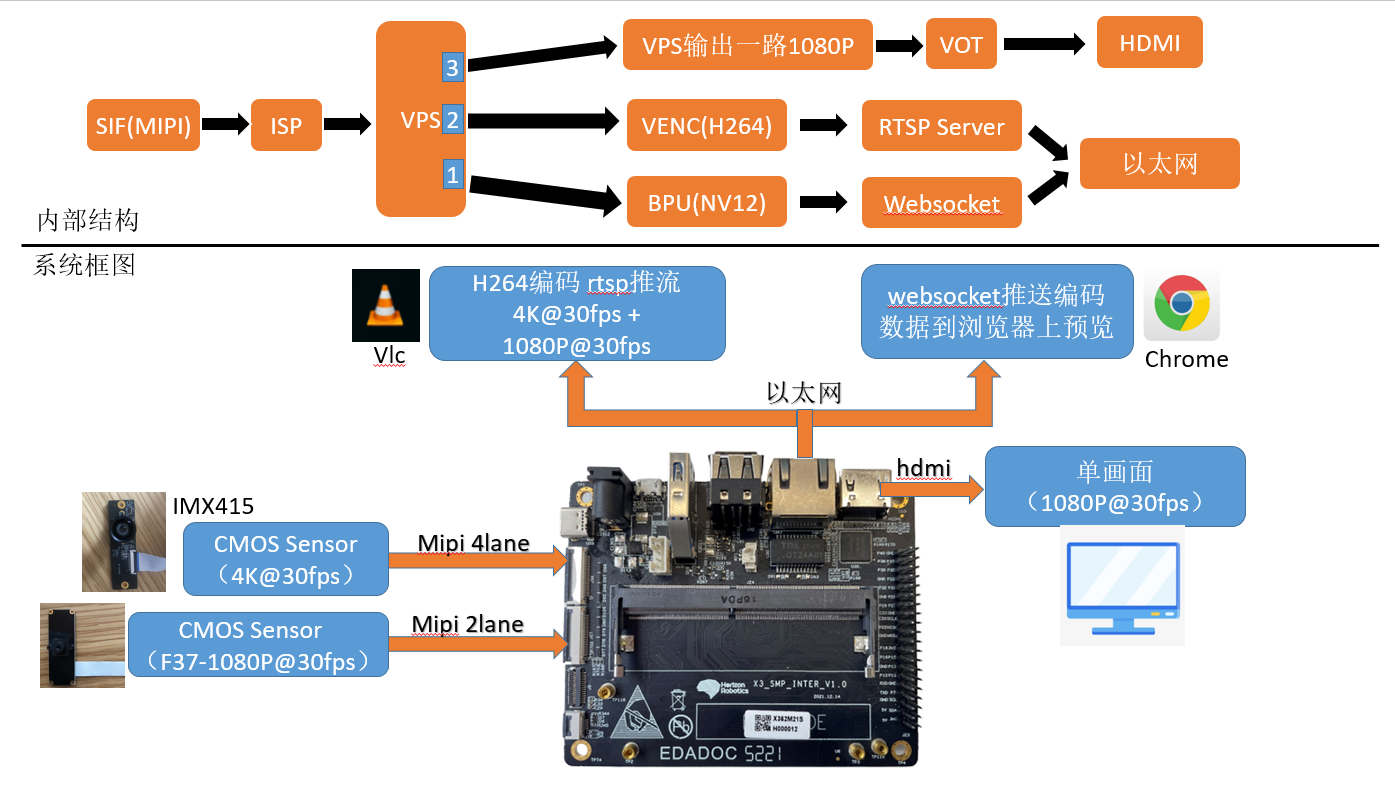 3
VPS输出一路1080P
VOT
HDMI
SIF(MIPI)
ISP
VPS
2
VENC(H264)
RTSP Server
以太网
1
BPU(NV12)
Websocket
内部结构
系统框图
H264编码 rtsp推流
4K@30fps +
1080P@30fps
Vlc
websocket推送编码
数据到浏览器上预览
Chrome
以太网
hdmi
单画面
（1080P@30fps）
IMX415
CMOS Sensor
（4K@30fps）
Mipi 4lane
CMOS Sensor
（F37-1080P@30fps）
Mipi 2lane
Horizon
Robotics
X3_SMP_INTER_V1.0
2021.12.14
X382M21S
H000012
EDADOC 5221